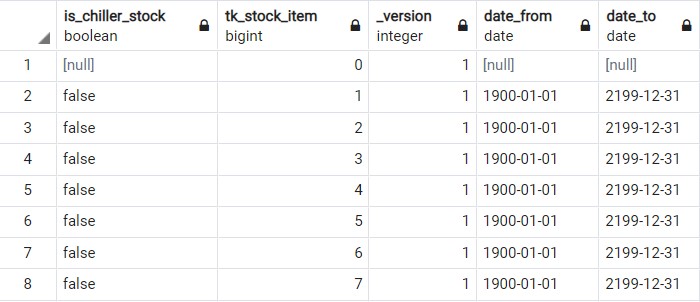 is_chiller_stock tk_stock_item _version date_from date_to
boolean bigint integer date date
1 [null] 0 1 [null] [null]
2 false 1 1 1900-01-01 2199-12-31
3 false 2 1 1900-01-01 2199-12-31
4 false 3 1 1900-01-01 2199-12-31
5 false 4 1 1900-01-01 2199-12-31
6 false 5 1 1900-01-01 2199-12-31
7 false 6 1 1900-01-01 2199-12-31
8 false 7 1 1900-01-01 2199-12-31